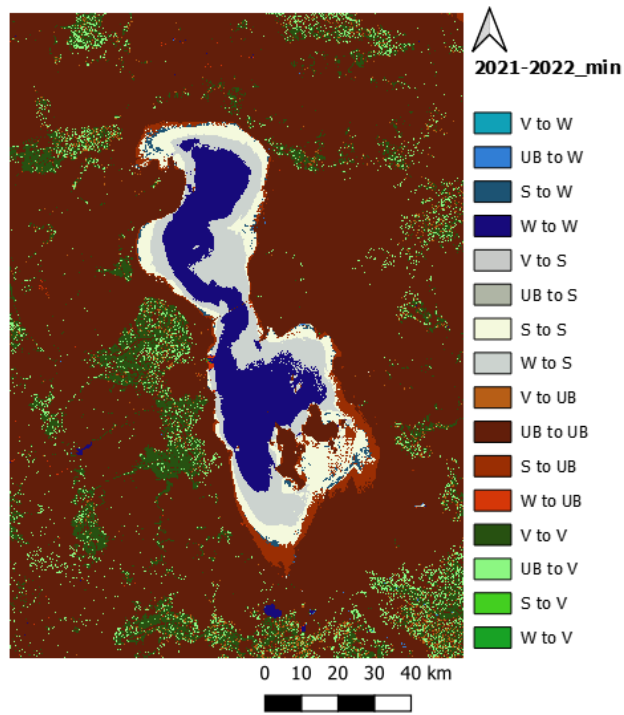 2021-2022_min
V to W
UB to W
S to W
W to W
V to S
UB to S
S to S
W to S
V to UB
UB to UB
S to UB
W to UB
V to V
UB to V
S to V
W to V
0 10 20 30 40 km